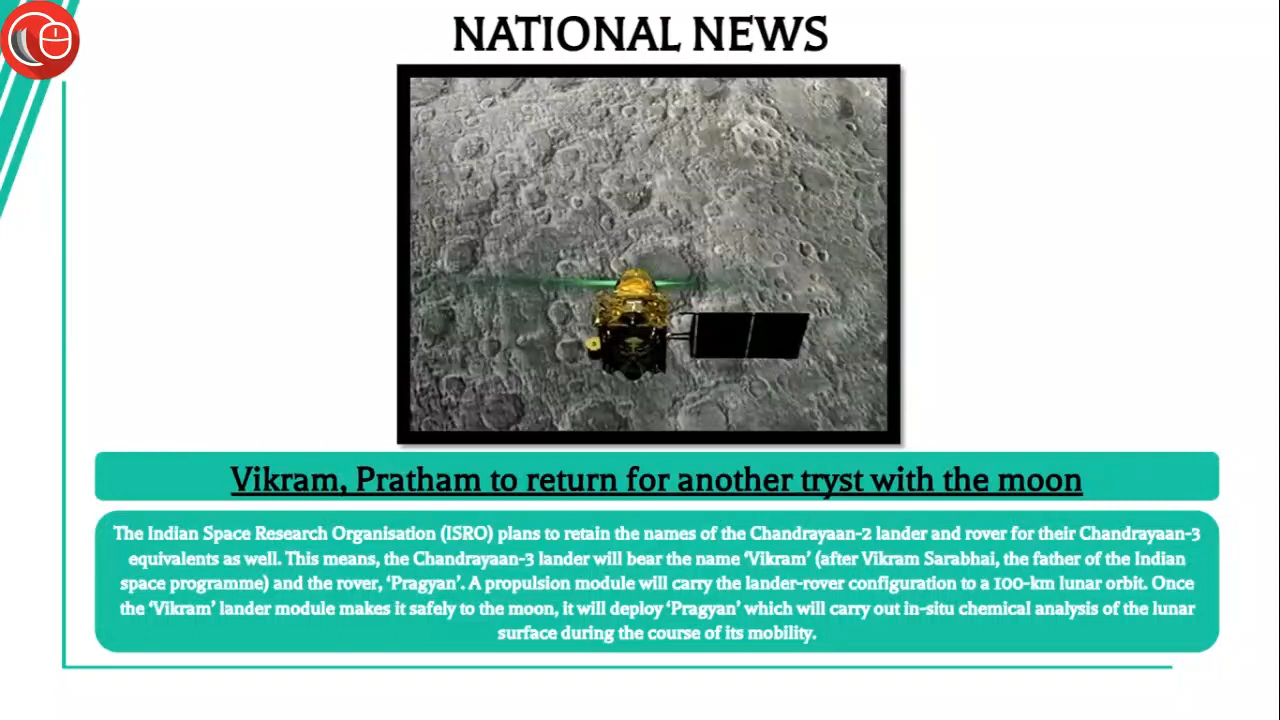 NATIONAL NEWS
Vikram, Pratham to return for another tryst with the moon
The Indian Space Research Organisation (ISRO) plans to retain the names of the Chandrayaan-2 lander and rover for their Chandrayaan-3
equivalents as well. This means, the Chandrayaan-3 lander will bear the name ‘Vikram’ (after Vikram Sarabhai, the father of the Indian
space programme) and the rover, ‘Pragyan’. A propulsion module will carry the lander-rover configuration to a 100-km lunar orbit. Once
the ‘Vikram’ lander module makes it safely to the moon, it will deploy ‘Pragyan’ which will carry out in-situ chemical analysis of the lunar
surface during the course of its mobility.